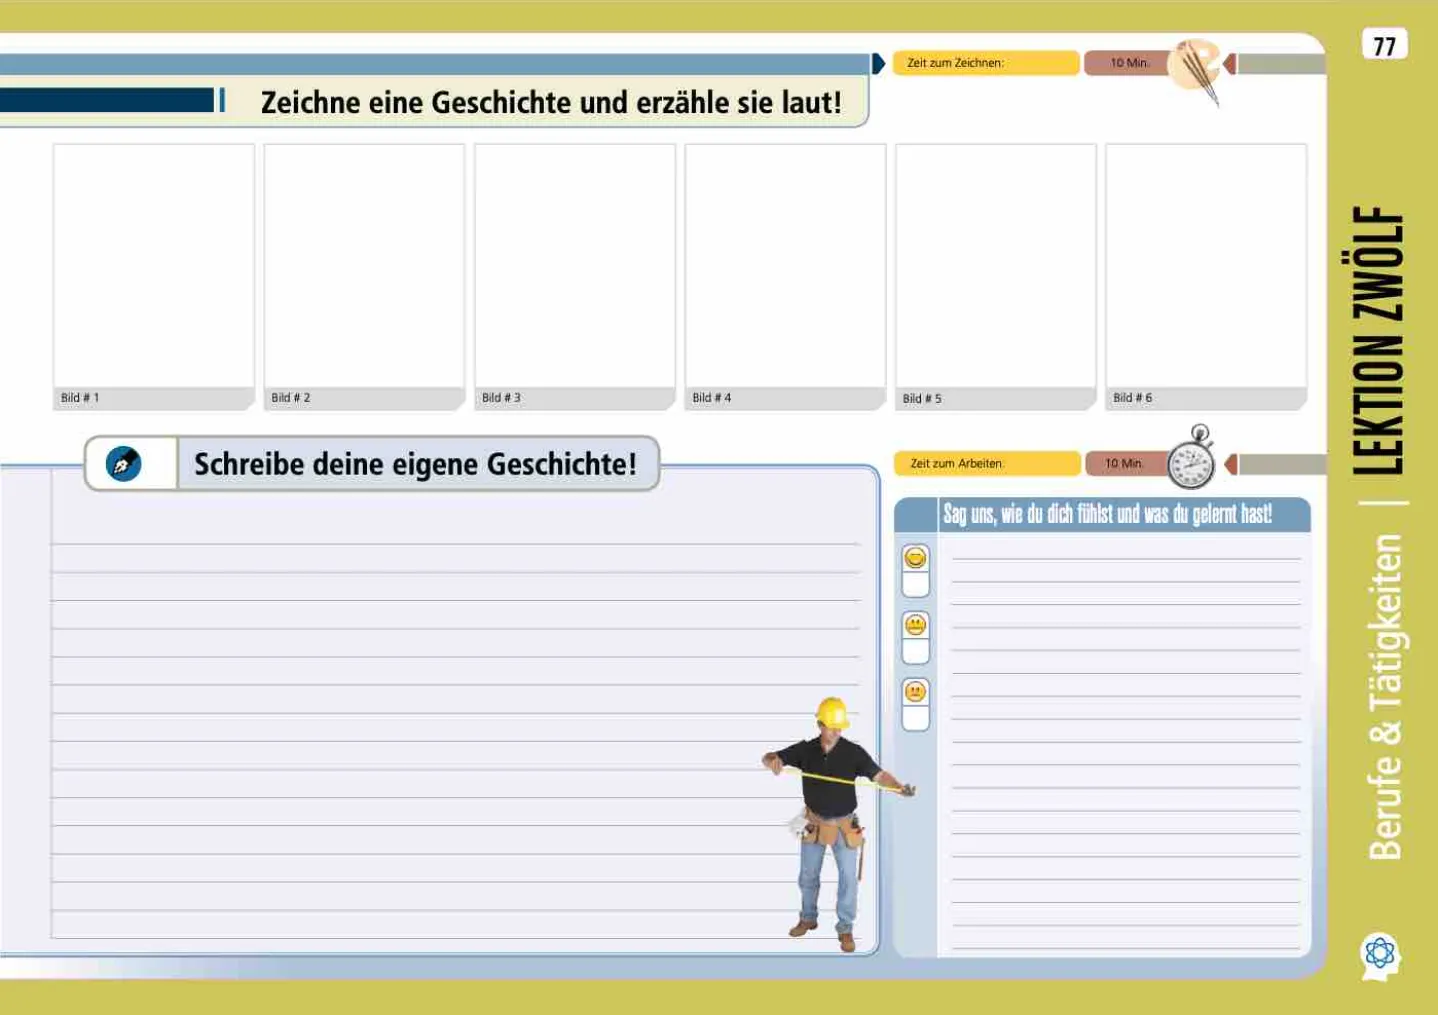 77
Zeit zum Zeichnen:
10 Min.
Zeichne eine Geschichte und erzähle sie laut!
Bild # 1
Bild # 2
Bild # 3
Bild # 4
Bild # 5
Bild # 6
Schreibe deine eigene Geschichte!
Zeit zum Arbeiten:
10 Min.
Sag uns, wie du dich fühlst und was du gelernt hast!
Berufe & Tätigkeiten | LEKTION ZWÖLF